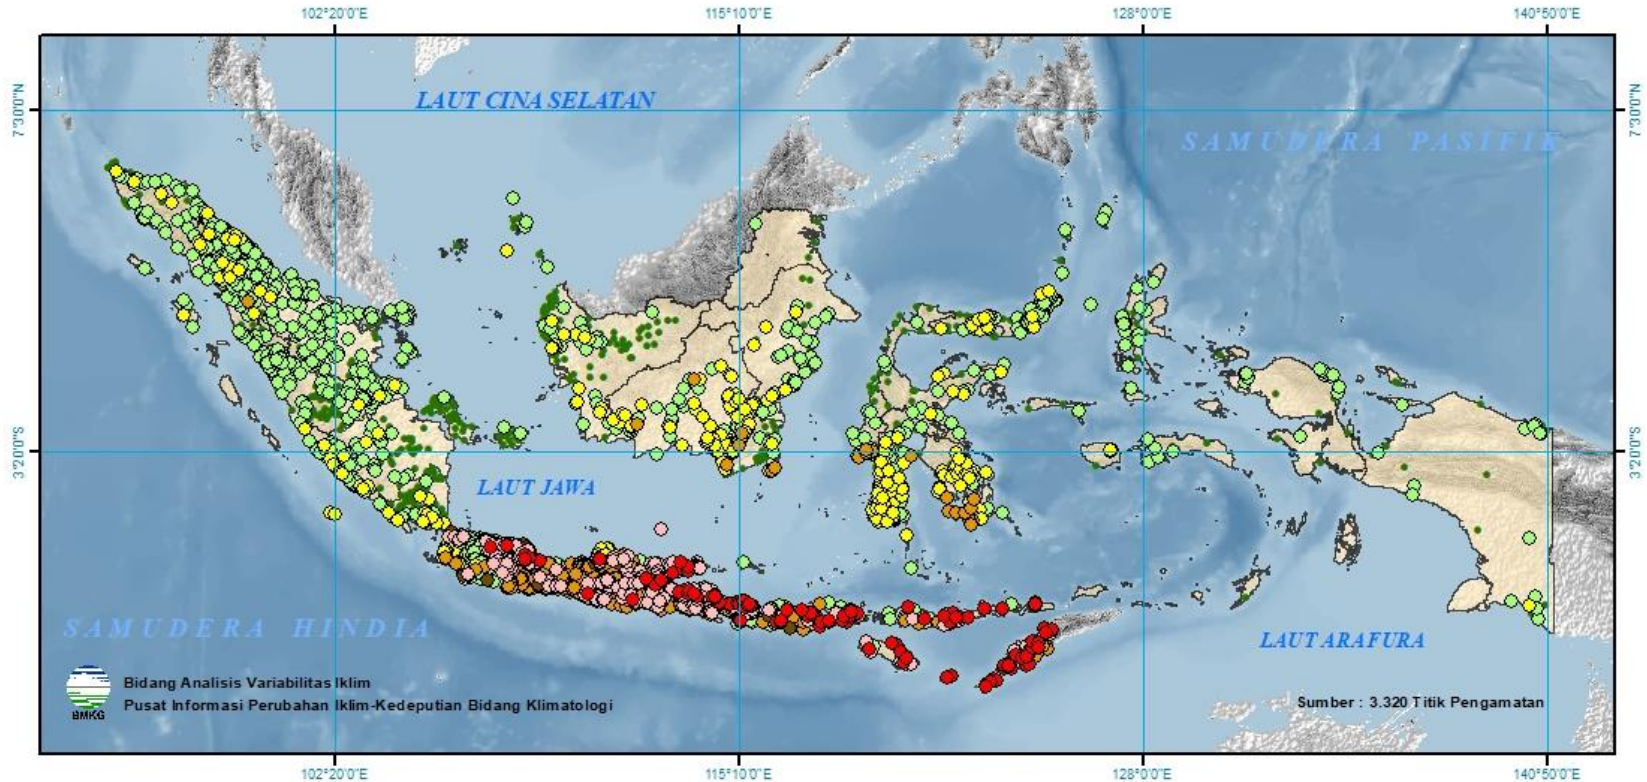 102°20'0"E
115°10'0"E
128°0'0"E
140°50'0"E
7°30'0"N
7°3'0"N
LAUT CINA SELATAN
SAMUDERA PASIFIK
3°20'0"S
3°2'0"S
LAUT JAWA
SAMUDERA HINDIA
LAUT ARAFURA
BMKG
Bidang Analisis Variabilitas Iklim
Pusat Informasi Perubahan Iklim-Kedeputian Bidang Klimatologi
Sumber : 3.320 Titik Pengamatan
102°20'0"E
115°10'0"E
128°0'0"E
140°50'0"E